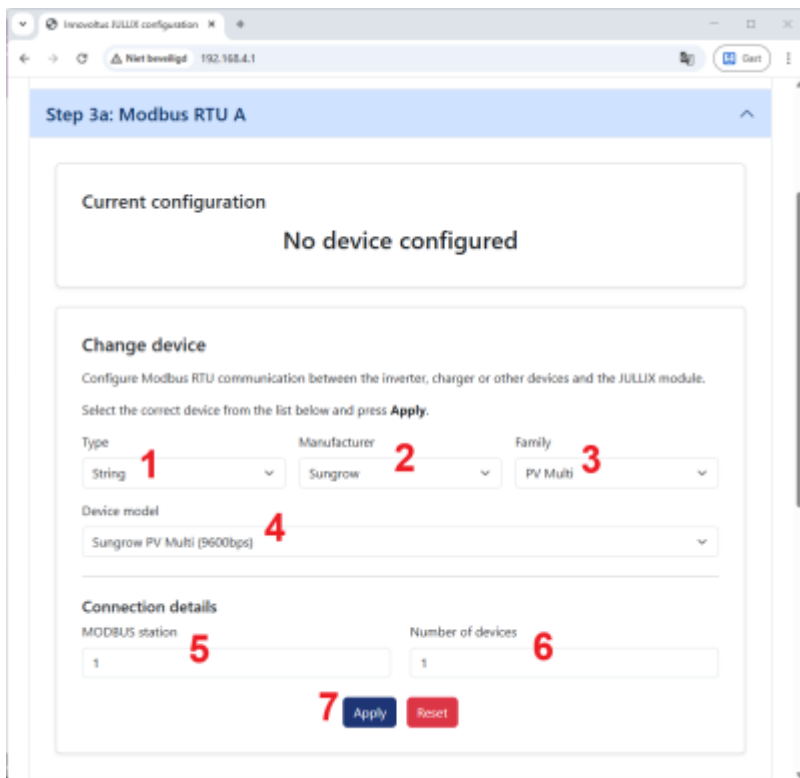 Innovoltus JULLIX configuration
Niet beveiligd 192.168.4.1 Gast
Step 3a: Modbus RTU A
Current configuration
No device configured
Change device
Configure Modbus RTU communication between the inverter, charger or other devices and the JULLIX module.
Select the correct device from the list below and press Apply.
Type Manufacturer Family
1 2 3
String Sungrow PV Multi
Device model
4
Sungrow PV Multi (9600bps)
Connection details
MODBUS station Number of devices
5 6
1 1
7 Apply Reset